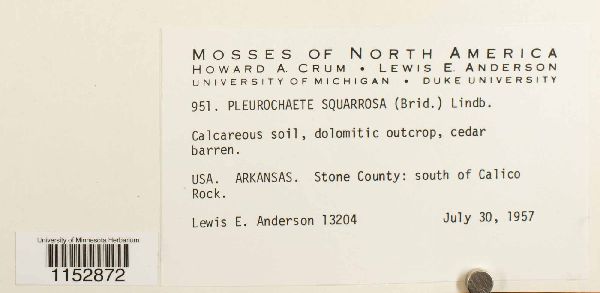 MOSSES OF NORTH AMERICA
HOWARD A. CRUM • LEWIS E. ANDERSON
UNIVERSITY OF MICHIGAN • DUKE UNIVERSITY
951. PLEUROCHAETE SQUARROSA (Brid.) Lindb.
Calcareous soil, dolomitic outcrop, cedar
barren.
USA. ARKANSAS. Stone County: south of Calico
Rock.
Lewis E. Anderson 13204 July 30, 1957
University of Minnesota Herbarium
1152872